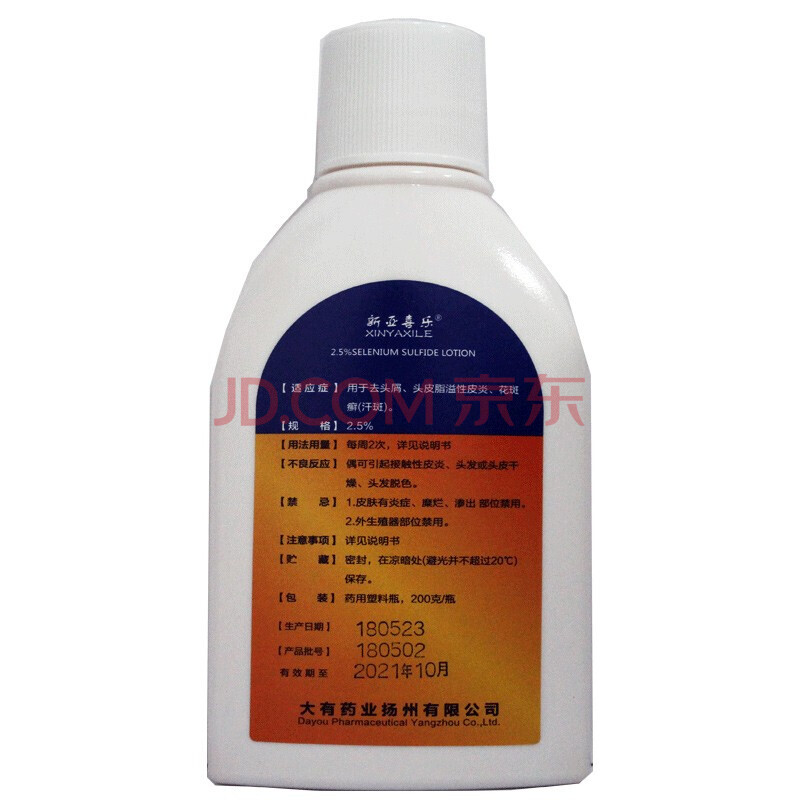 新亚喜乐®
XINYAXILE
2.5%SELENIUM SULFIDE LOTION
【适应症】用于去头屑、头皮脂溢性皮炎、花斑
癣(汗斑)。
JD.COM 京东
【规 格】2.5%
【用法用量】每周2次，详见说明书
【不良反应】偶可引起接触性皮炎、头发或头皮干
燥、头发脱色。
【禁 忌】1.皮肤有炎症、糜烂、渗出 部位禁用。
2.外生殖器部位禁用。
【注意事项】详见说明书
【贮 藏】密封，在凉暗处(避光并不超过20℃)
保存。
【包 装】药用塑料瓶，200克/瓶
【生产日期】 180523
【产品批号】 180502
有效期至 2021年10月
大有药业扬州有限公司
Dayou Pharmaceutical Yangzhou Co.,Ltd.